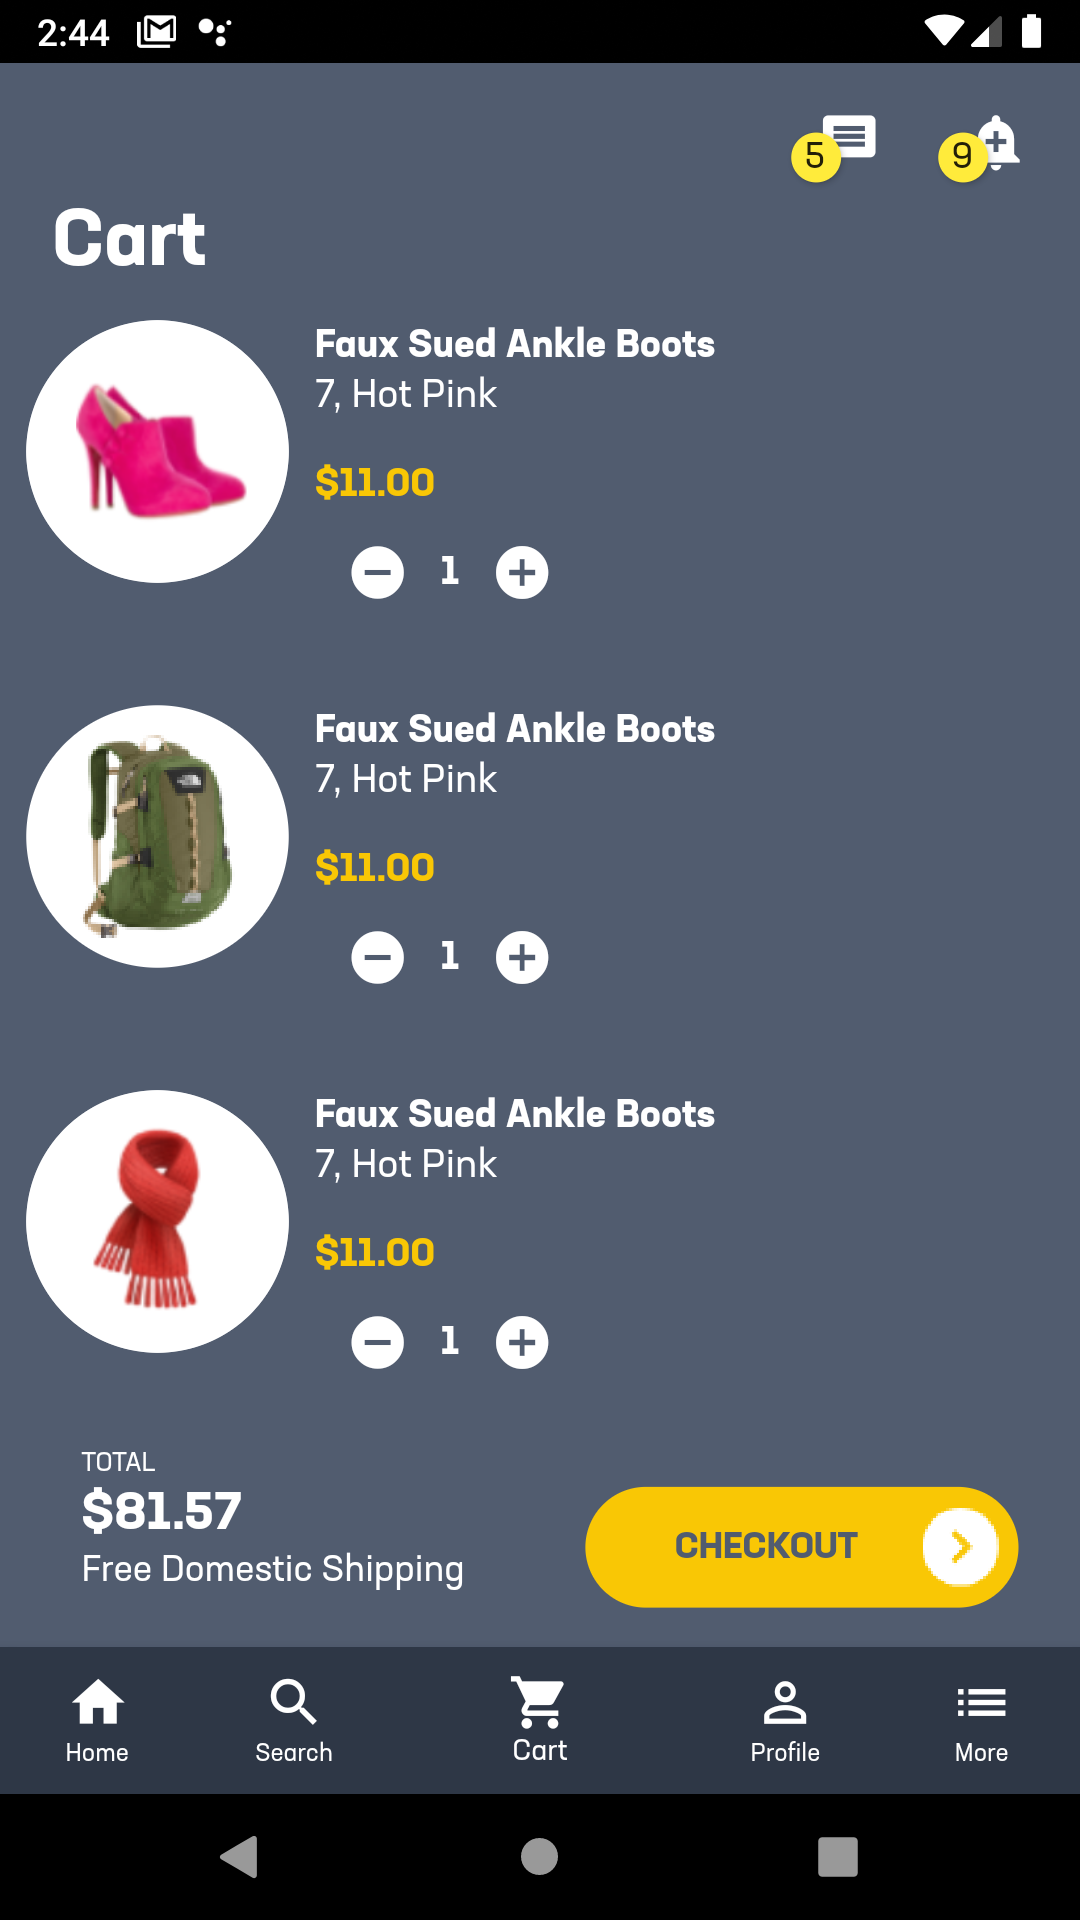 2:44
5
9
Cart
Faux Sued Ankle Boots
7, Hot Pink
$11.00
1
Faux Sued Ankle Boots
7, Hot Pink
$11.00
1
Faux Sued Ankle Boots
7, Hot Pink
$11.00
1
TOTAL
$81.57
Free Domestic Shipping
CHECKOUT
Home
Search
Cart
Profile
More